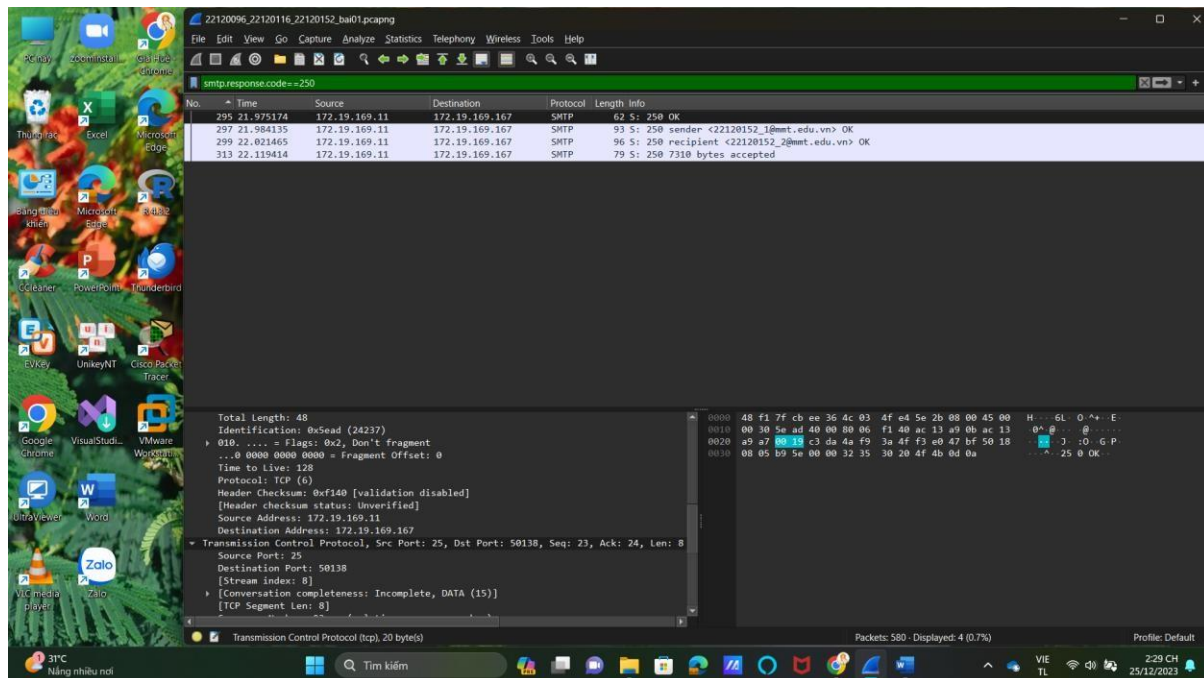 22120096_22120116_22120152_bai01.pcapng
File Edit View Go Capture Analyze Statistics Telephony Wireless Tools Help
smtp.response.code==250
No. Time Source Destination Protocol Length Info
295 21.975174 172.19.169.11 172.19.169.167 SMTP 62 S: 250 OK
297 21.984135 172.19.169.11 172.19.169.167 SMTP 93 S: 250 sender <22120152_1@mmt.edu.vn> OK
299 22.021465 172.19.169.11 172.19.169.167 SMTP 96 S: 250 recipient <22120152_2@mmt.edu.vn> OK
313 22.119414 172.19.169.11 172.19.169.167 SMTP 79 S: 250 7310 bytes accepted
PC này
Thùng rác Excel Microsoft Edge
Bảng điều khiển Microsoft Edge R 4.3.2
CCleaner PowerPoint Thunderbird
EVKey UnikeyNT Cisco Packet Tracer
Google Chrome VisualStudi... VMware Workstati...
UltraViewer Word
VLC media player Zalo
Total Length: 48
Identification: 0x5ead (24237)
010. .... = Flags: 0x2, Don't fragment
...0 0000 0000 0000 = Fragment Offset: 0
Time to Live: 128
Protocol: TCP (6)
Header Checksum: 0xf140 [validation disabled]
[Header checksum status: Unverified]
Source Address: 172.19.169.11
Destination Address: 172.19.169.167
Transmission Control Protocol, Src Port: 25, Dst Port: 50138, Seq: 23, Ack: 24, Len: 8
Source Port: 25
Destination Port: 50138
[Stream index: 8]
[Conversation completeness: Incomplete, DATA (15)]
[TCP Segment Len: 8]
0000 48 f1 7f cb ee 36 4c 03 4f e4 5e 2b 08 00 45 00 H····6L· O·^+··E·
0010 00 30 5e ad 40 00 80 06 f1 40 ac 13 a9 0b ac 13 ·0^·@··· ·@······
0020 a9 a7 00 19 c3 da 4a f9 3a 4f f3 e0 47 bf 50 18 ······J· :O··G·P·
0030 08 05 b9 5e 00 00 32 35 30 20 4f 4b 0d 0a ···^··25 0 OK··
Transmission Control Protocol (tcp), 20 byte(s)
Packets: 580 · Displayed: 4 (0.7%)
Profile: Default
31°C
Nắng nhiều nơi
Tìm kiếm
VIE
TL
2:29 CH
25/12/2023